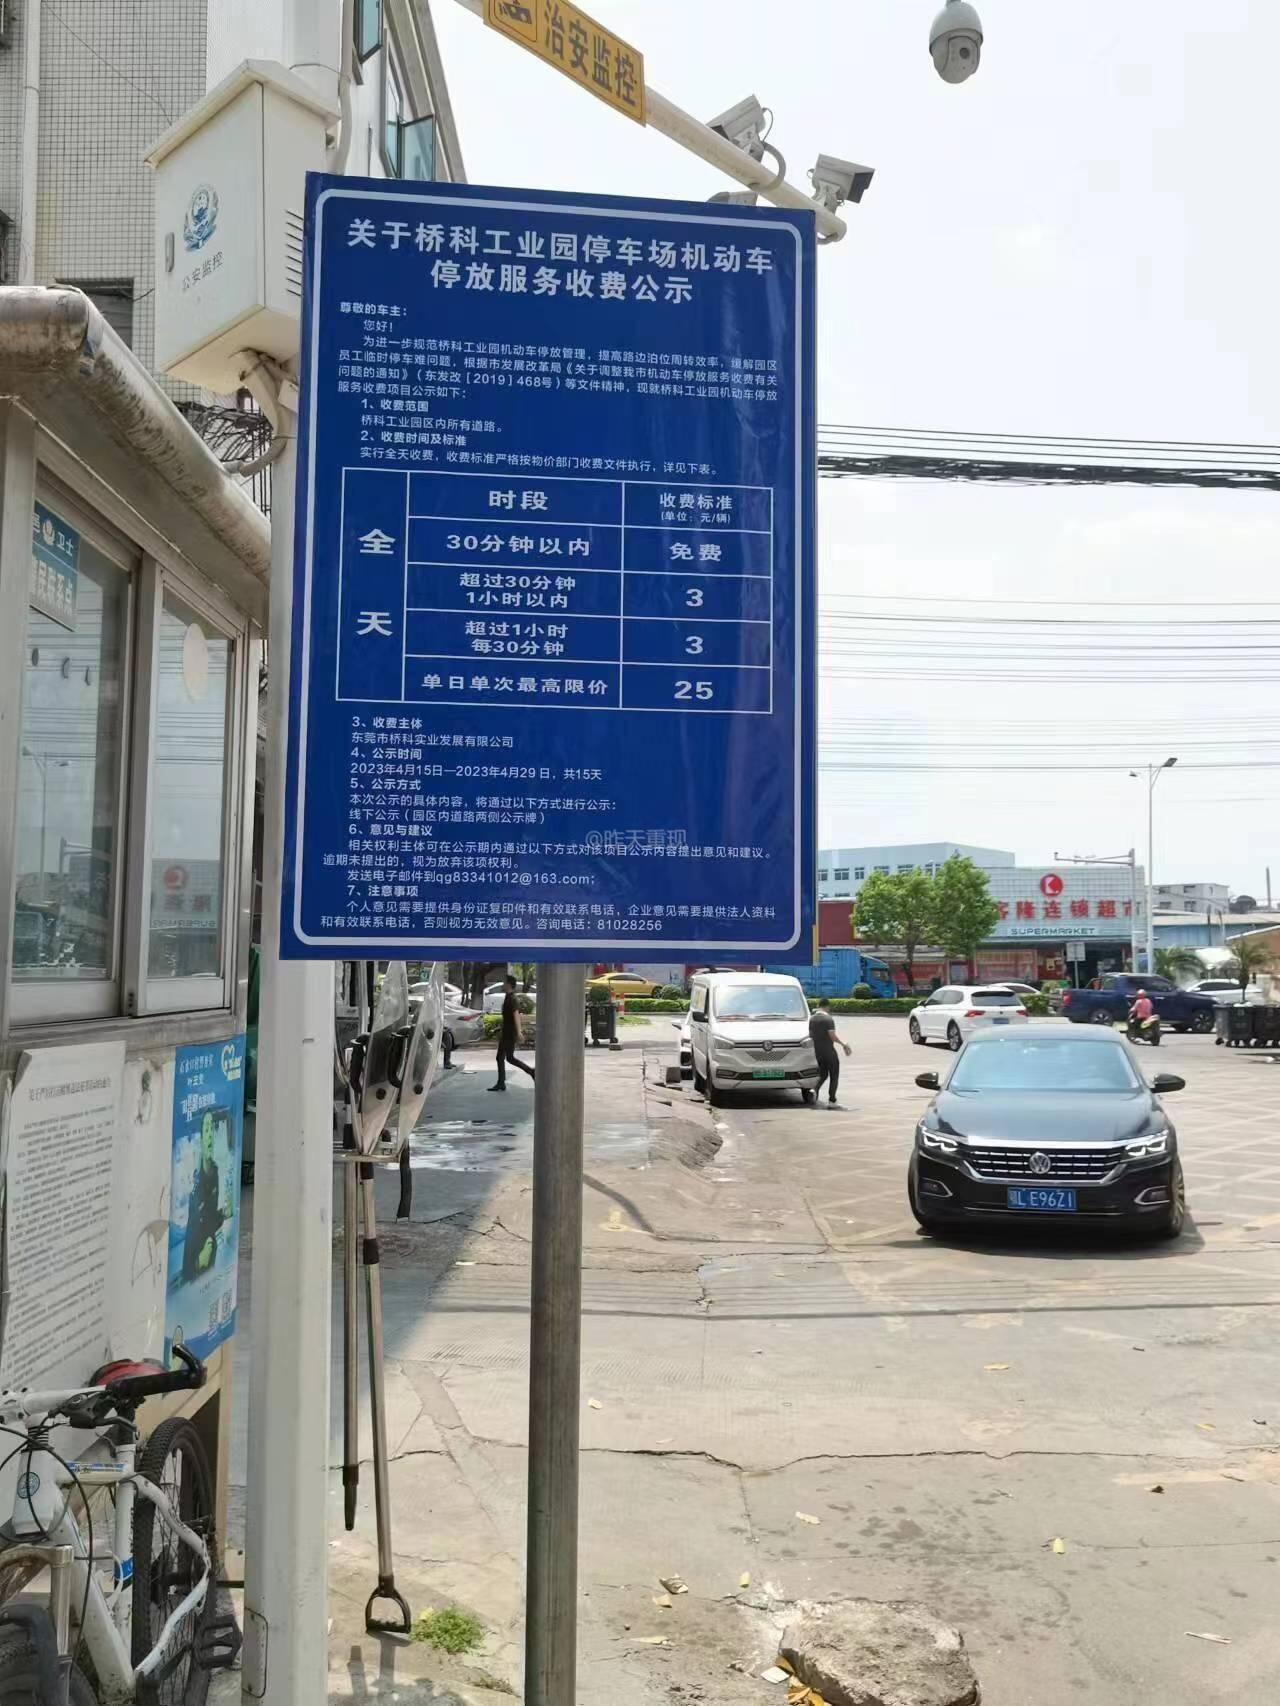 治安监控
公安监控
关于桥科工业园停车场机动车
停放服务收费公示
尊敬的车主：
您好！
为进一步规范桥科工业园机动车停放管理，提高路边泊位周转效率，缓解园区
员工临时停车难问题，根据市发展改革局《关于调整我市机动车停放服务收费有关
问题的通知》（东发改［2019］468号）等文件精神，现就桥科工业园机动车停放
服务收费项目公示如下：
1、收费范围
桥科工业园区内所有道路。
2、收费时间及标准
实行全天收费，收费标准严格按物价部门收费文件执行，详见下表。
全天
时段 收费标准
（单位：元/辆）
30分钟以内 免费
超过30分钟
1小时以内 3
超过1小时
每30分钟 3
单日单次最高限价 25
3、收费主体
东莞市桥科实业发展有限公司
4、公示时间
2023年4月15日—2023年4月29日，共15天
5、公示方式
本次公示的具体内容，将通过以下方式进行公示：
线下公示（园区内道路两侧公示牌）
6、意见与建议
相关权利主体可在公示期内通过以下方式对该项目公示内容提出意见和建议。
逾期未提出的，视为放弃该项权利。
发送电子邮件到qg83341012@163.com；
7、注意事项
个人意见需要提供身份证复印件和有效联系电话，企业意见需要提供法人资料
和有效联系电话，否则视为无效意见。咨询电话：81028256
@昨天重现
隆连锁超市
SUPERMARKET
卫士
联系点
E96Z1